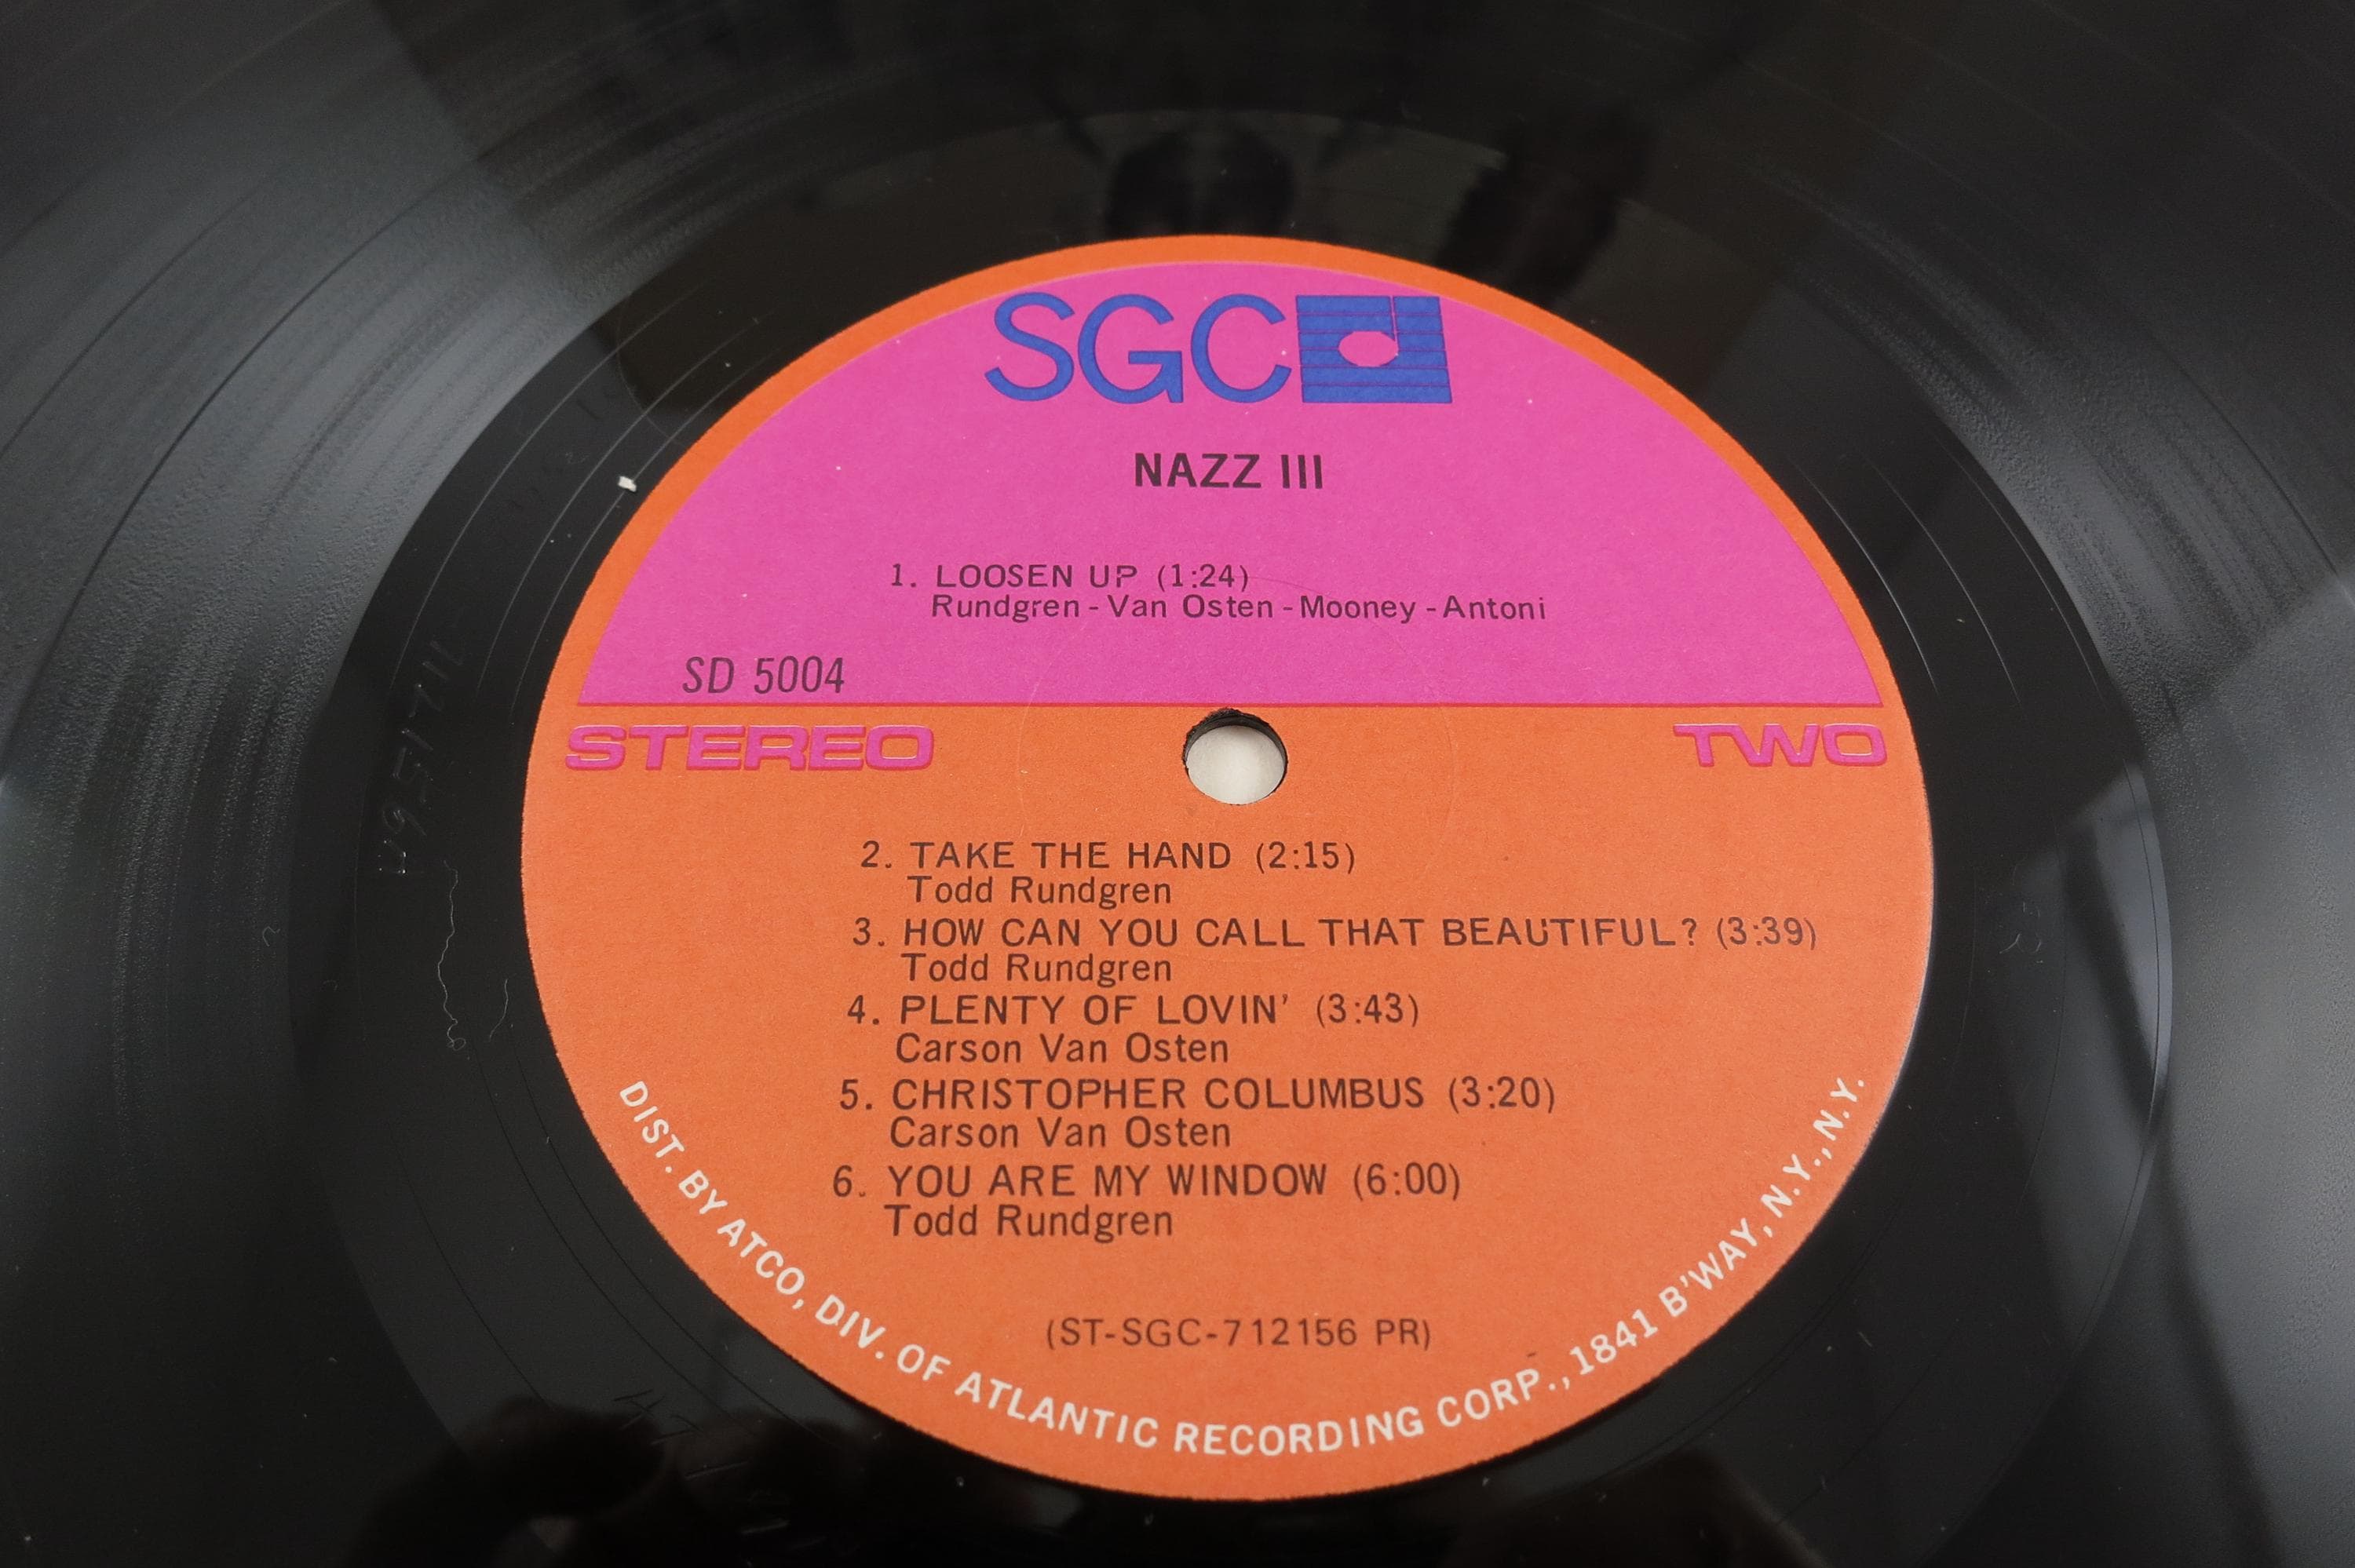 SGC
NAZZ III
1. LOOSEN UP (1:24)
Rundgren - Van Osten - Mooney - Antoni
SD 5004
STEREO
TWO
2. TAKE THE HAND (2:15)
Todd Rundgren
3. HOW CAN YOU CALL THAT BEAUTIFUL? (3:39)
Todd Rundgren
4. PLENTY OF LOVIN' (3:43)
Carson Van Osten
5. CHRISTOPHER COLUMBUS (3:20)
Carson Van Osten
6. YOU ARE MY WINDOW (6:00)
Todd Rundgren
(ST-SGC-712156 PR)
DIST. BY ATCO, DIV. OF ATLANTIC RECORDING CORP., 1841 B'WAY, N.Y., N.Y.